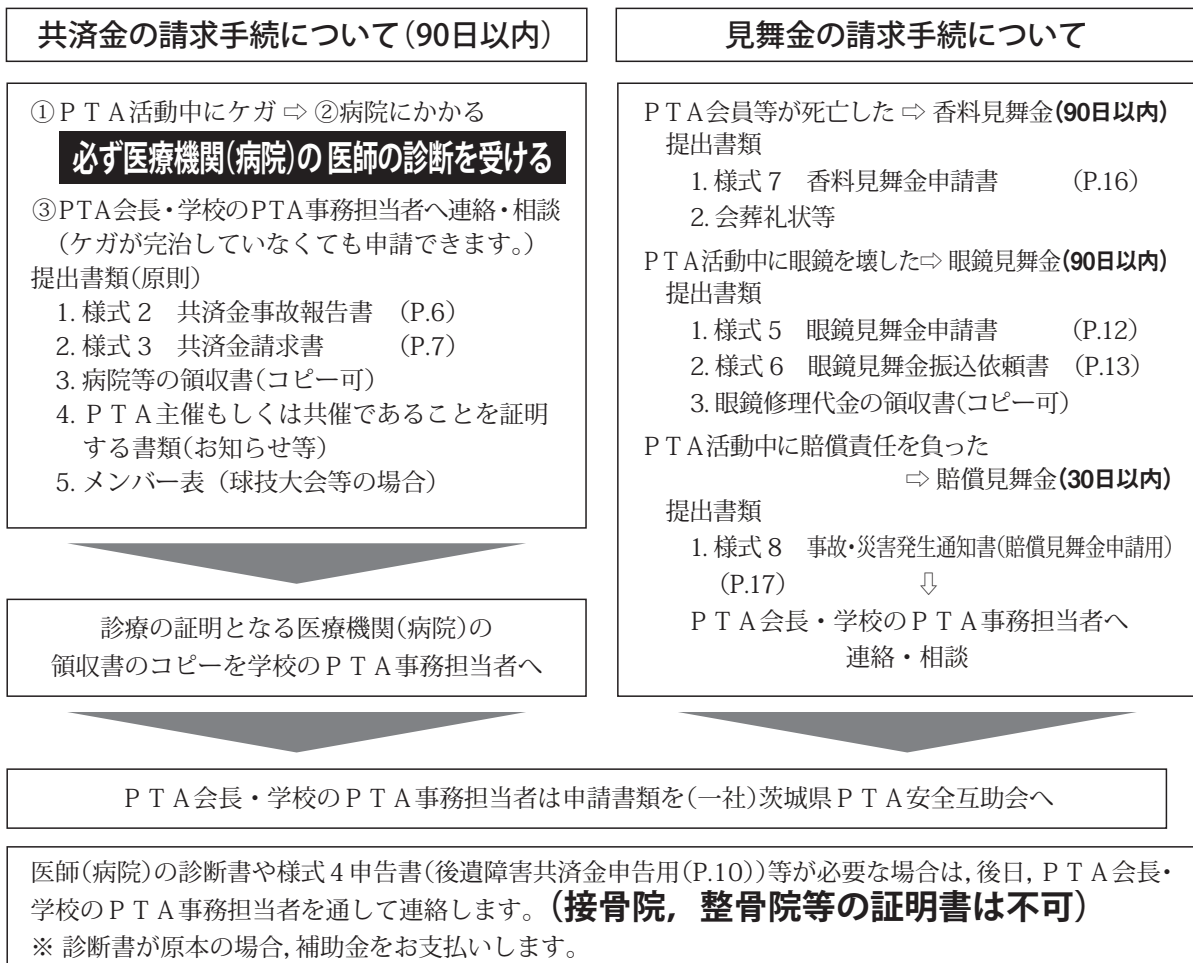 共済金の請求手続について(90日以内)
①ＰＴＡ活動中にケガ ⇨ ②病院にかかる
必ず医療機関(病院)の 医師の診断を受ける
③PTA会長・学校のPTA事務担当者へ連絡・相談
（ケガが完治していなくても申請できます。）
提出書類(原則)
1. 様式２　共済金事故報告書　(P.6)
2. 様式３　共済金請求書　(P.7)
3. 病院等の領収書(コピー可)
4. ＰＴＡ主催もしくは共催であることを証明
する書類(お知らせ等)
5. メンバー表（球技大会等の場合）
診療の証明となる医療機関(病院)の
領収書のコピーを学校のＰＴＡ事務担当者へ
見舞金の請求手続について
ＰＴＡ会員等が死亡した ⇨ 香料見舞金(90日以内)
提出書類
1. 様式７　香料見舞金申請書　(P.16)
2. 会葬礼状等
ＰＴＡ活動中に眼鏡を壊した⇨ 眼鏡見舞金(90日以内)
提出書類
1. 様式５　眼鏡見舞金申請書　(P.12)
2. 様式６　眼鏡見舞金振込依頼書　(P.13)
3. 眼鏡修理代金の領収書(コピー可)
ＰＴＡ活動中に賠償責任を負った
⇨ 賠償見舞金(30日以内)
提出書類
1. 様式８　事故・災害発生通知書(賠償見舞金申請用)
(P.17)　⇩
ＰＴＡ会長・学校のＰＴＡ事務担当者へ
連絡・相談
ＰＴＡ会長・学校のＰＴＡ事務担当者は申請書類を(一社)茨城県ＰＴＡ安全互助会へ
医師(病院)の診断書や様式４申告書(後遺障害共済金申告用(P.10))等が必要な場合は, 後日, ＰＴＡ会長・
学校のＰＴＡ事務担当者を通して連絡します。(接骨院，整骨院等の証明書は不可)
※ 診断書が原本の場合, 補助金をお支払いします。